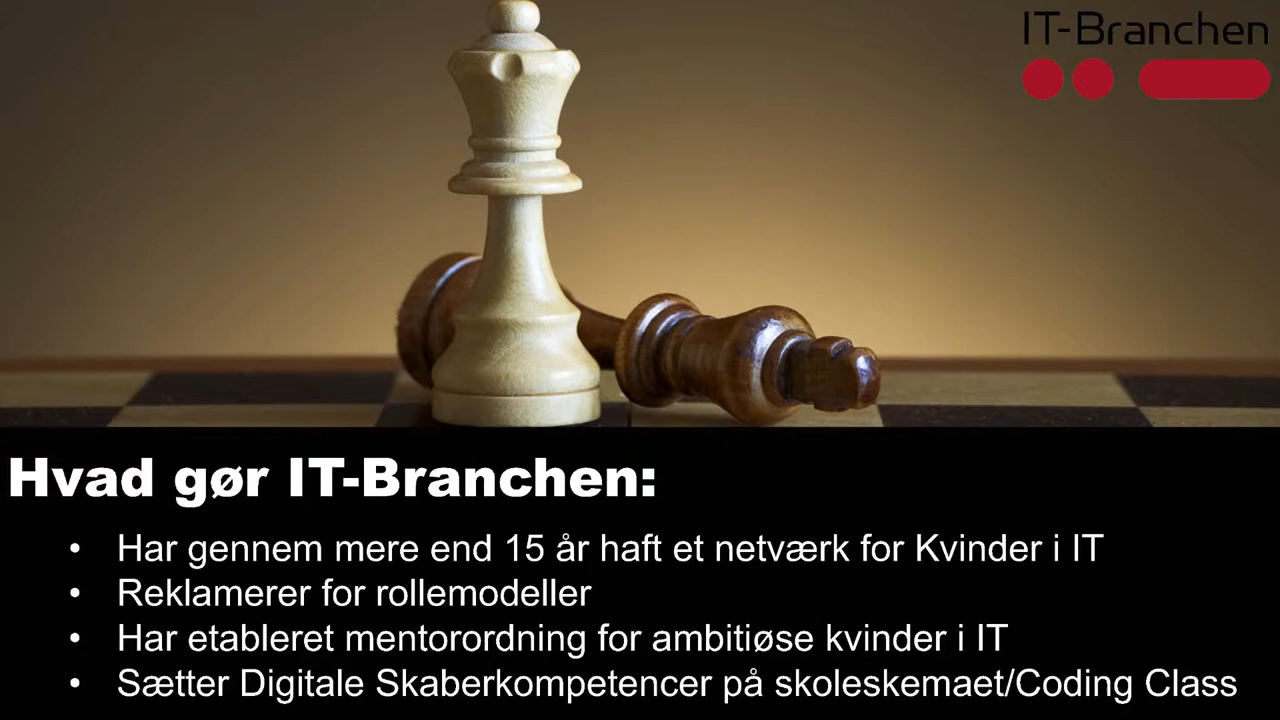 IT-Branchen
Hvad gør IT-Branchen:
• Har gennem mere end 15 år haft et netværk for Kvinder i IT
• Reklamerer for rollemodeller
• Har etableret mentorordning for ambitiøse kvinder i IT
• Sætter Digitale Skaberkompetencer på skoleskemaet/Coding Class